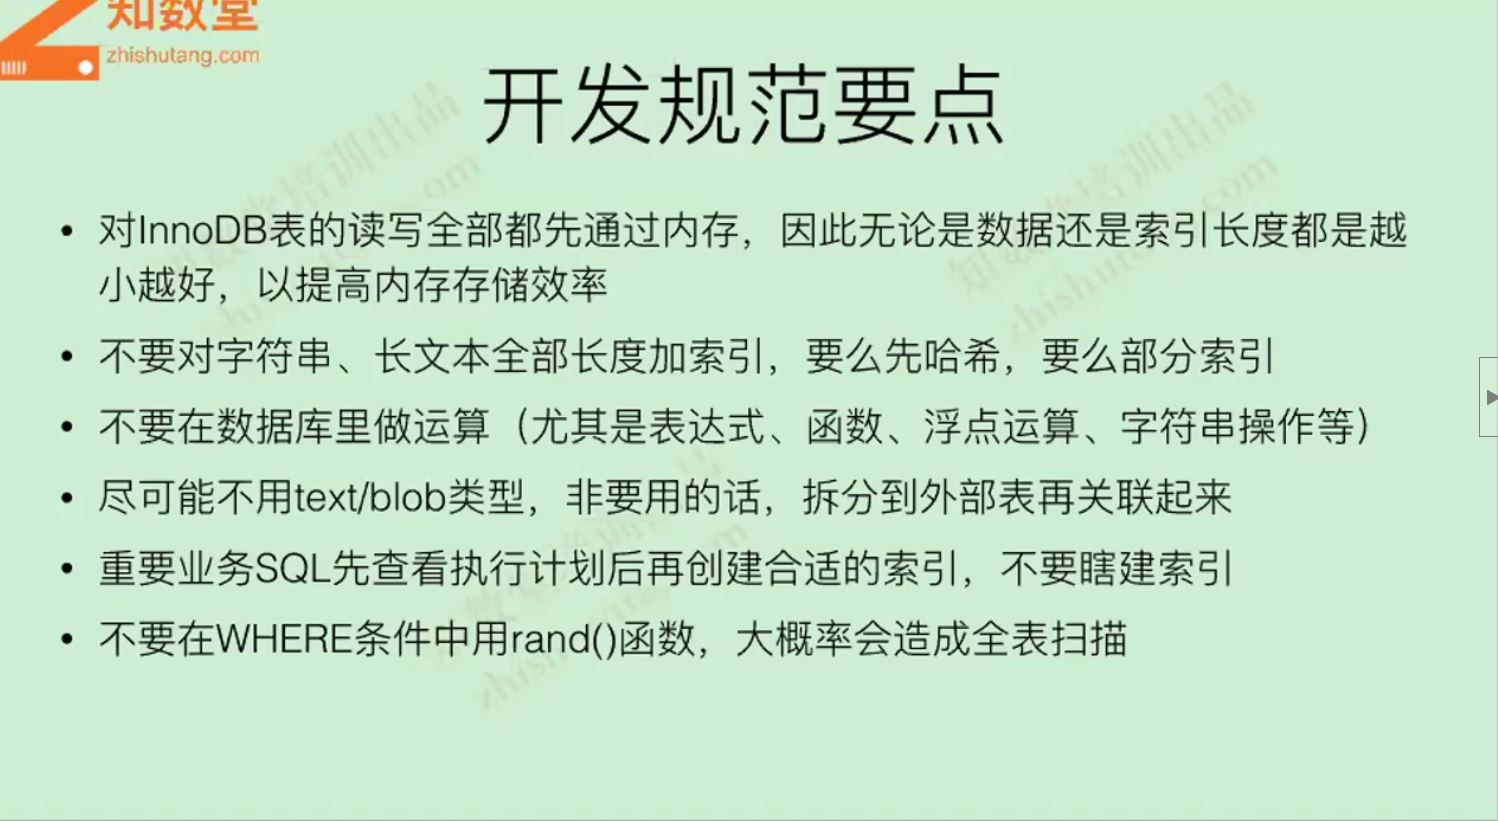 知数堂
zhishutang.com
开发规范要点
• 对InnoDB表的读写全部都先通过内存，因此无论是数据还是索引长度都是越
小越好，以提高内存存储效率
• 不要对字符串、长文本全部长度加索引，要么先哈希，要么部分索引
• 不要在数据库里做运算（尤其是表达式、函数、浮点运算、字符串操作等）
• 尽可能不用text/blob类型，非要用的话，拆分到外部表再关联起来
• 重要业务SQL先查看执行计划后再创建合适的索引，不要瞎建索引
• 不要在WHERE条件中用rand()函数，大概率会造成全表扫描